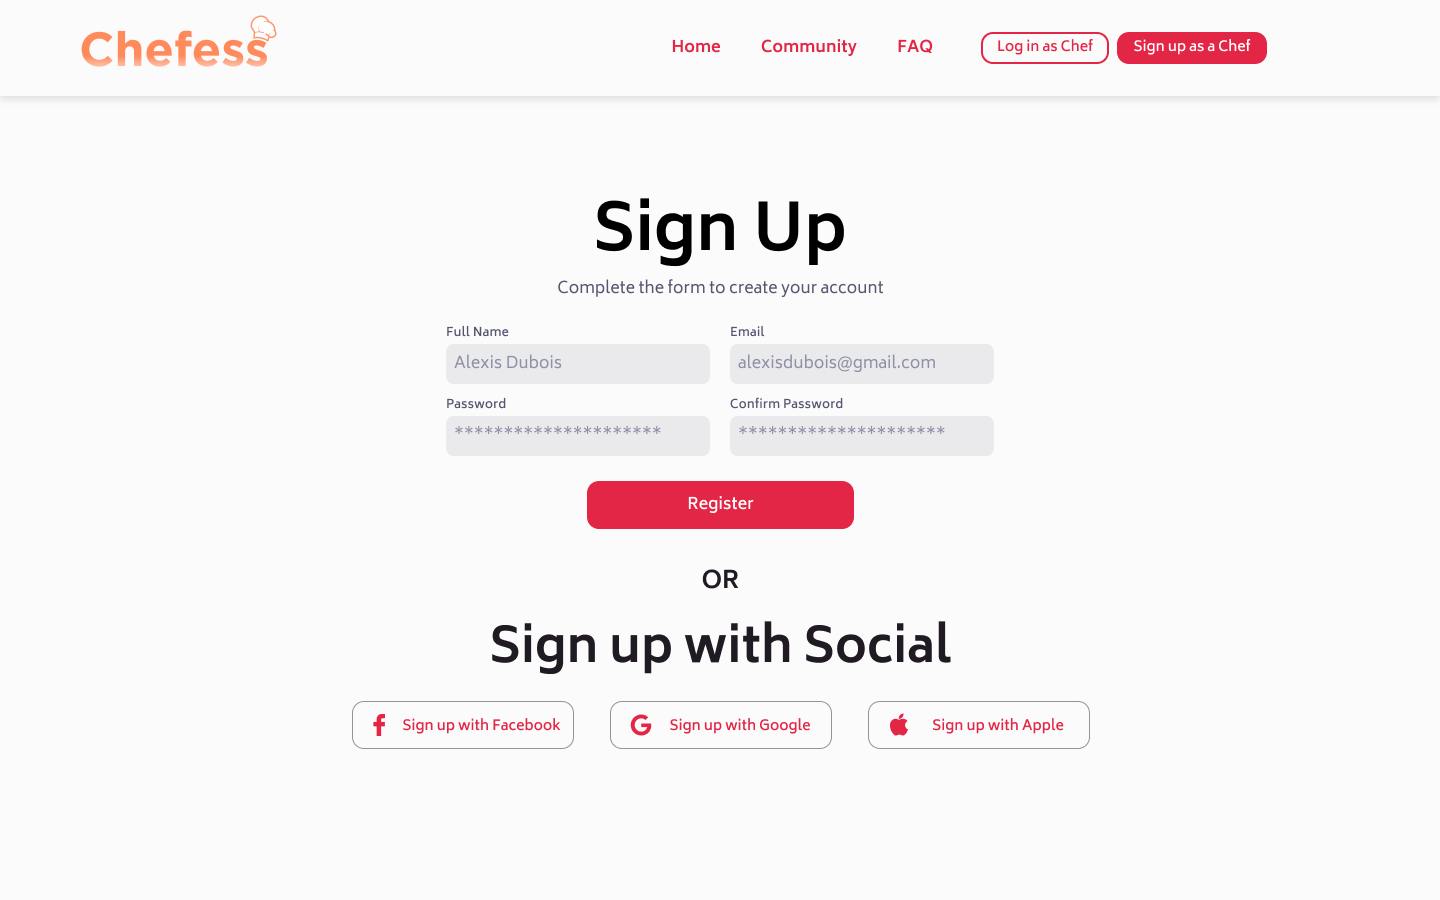 Chefess
Home Community FAQ Log in as Chef Sign up as a Chef
Sign Up
Complete the form to create your account
Full Name Email
Alexis Dubois alexisdubois@gmail.com
Password Confirm Password
********************* *********************
Register
OR
Sign up with Social
Sign up with Facebook Sign up with Google Sign up with Apple